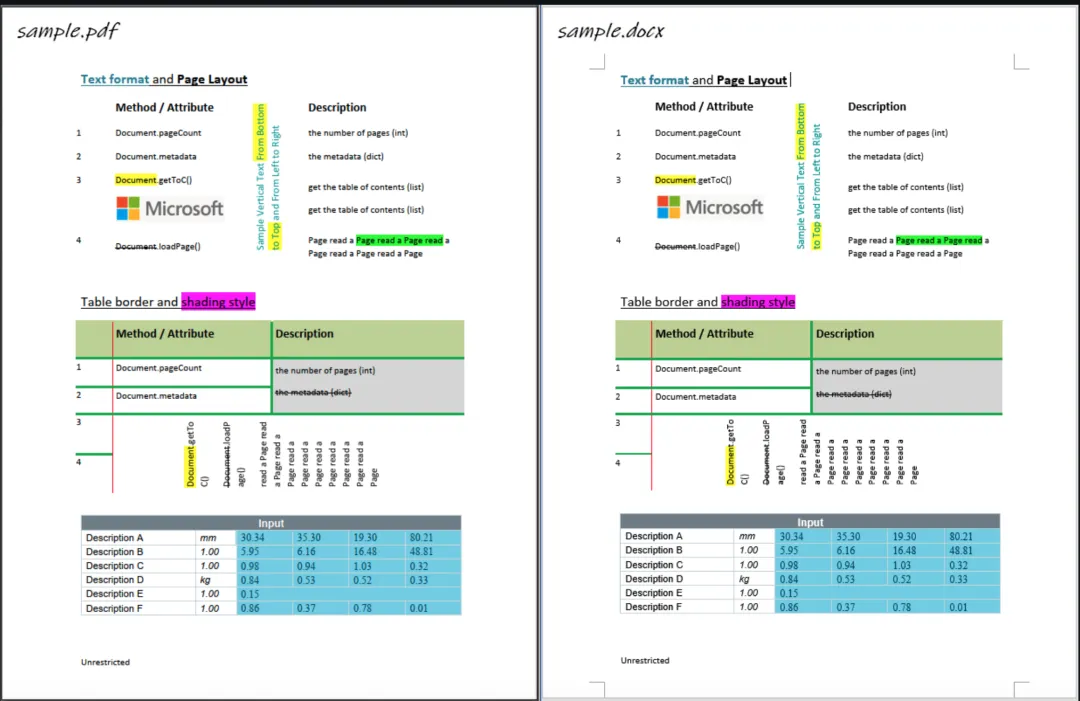 sample.pdf
Text format and Page Layout
Method / Attribute Description
1 Document.pageCount the number of pages (int)
2 Document.metadata the metadata (dict)
3 Document.getToC() get the table of contents (list)
Microsoft get the table of contents (list)
Sample Vertical Text From Bottom
to Top and From Left to Right
4 Document.loadPage() Page read a Page read a Page read a
Page read a Page read a Page
Table border and shading style
Method / Attribute Description
1 Document.pageCount the number of pages (int)
2 Document.metadata the metadata (dict)
3
4
Document.getTo
C()
Document.loadP
age()
read a Page read
a Page read a
Page read a
Page read a
Page read a
Page read a
Page read a
Page read a
Page
Input
Description A mm 30.34 35.30 19.30 80.21
Description B 1.00 5.95 6.16 16.48 48.81
Description C 1.00 0.98 0.94 1.03 0.32
Description D kg 0.84 0.53 0.52 0.33
Description E 1.00 0.15
Description F 1.00 0.86 0.37 0.78 0.01
Unrestricted
sample.docx
Text format and Page Layout
Method / Attribute Description
1 Document.pageCount the number of pages (int)
2 Document.metadata the metadata (dict)
3 Document.getToC() get the table of contents (list)
Microsoft get the table of contents (list)
Sample Vertical Text From Bottom
to Top and From Left to Right
4 Document.loadPage() Page read a Page read a Page read a
Page read a Page read a Page
Table border and shading style
Method / Attribute Description
1 Document.pageCount the number of pages (int)
2 Document.metadata the metadata (dict)
3
4
Document.getTo
C()
Document.loadP
age()
read a Page read
a Page read a
Page read a
Page read a
Page read a
Page read a
Page read a
Page read a
Page
Input
Description A mm 30.34 35.30 19.30 80.21
Description B 1.00 5.95 6.16 16.48 48.81
Description C 1.00 0.98 0.94 1.03 0.32
Description D kg 0.84 0.53 0.52 0.33
Description E 1.00 0.15
Description F 1.00 0.86 0.37 0.78 0.01
Unrestricted